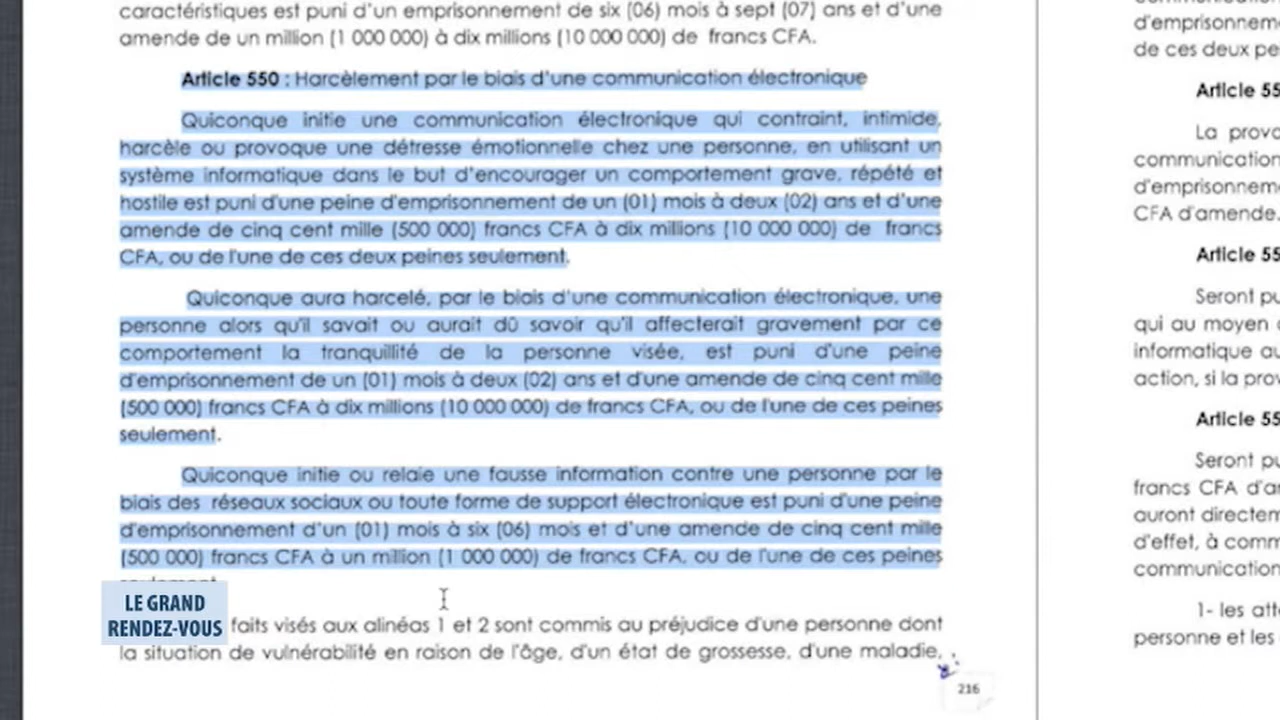 caractéristiques est puni d'un emprisonnement de six (06) mois à sept (07) ans et d'une
amende de un million (1 000 000) à dix millions (10 000 000) de francs CFA.
Article 550 : Harcèlement par le biais d'une communication électronique
Quiconque initie une communication électronique qui contraint, intimide,
harcèle ou provoque une détresse émotionnelle chez une personne, en utilisant un
système informatique dans le but d'encourager un comportement grave, répété et
hostile est puni d'une peine d'emprisonnement de un (01) mois à deux (02) ans et d'une
amende de cinq cent mille (500 000) francs CFA à dix millions (10 000 000) de francs
CFA, ou de l'une de ces deux peines seulement.
Quiconque aura harcelé, par le biais d'une communication électronique, une
personne alors qu'il savait ou aurait dû savoir qu'il affecterait gravement par ce
comportement la tranquillité de la personne visée, est puni d'une peine
d'emprisonnement de un (01) mois à deux (02) ans et d'une amende de cinq cent mille
(500 000) francs CFA à dix millions (10 000 000) de francs CFA, ou de l'une de ces peines
seulement.
Quiconque initie ou relaie une fausse information contre une personne par le
biais des réseaux sociaux ou toute forme de support électronique est puni d'une peine
d'emprisonnement d'un (01) mois à six (06) mois et d'une amende de cinq cent mille
(500 000) francs CFA à un million (1 000 000) de francs CFA, ou de l'une de ces peines
LE GRAND
RENDEZ-VOUS
faits visés aux alinéas 1 et 2 sont commis au préjudice d'une personne dont
la situation de vulnérabilité en raison de l'âge, d'un état de grossesse, d'une maladie,
216
d'emprisonneme
de ces deux pe
Article 55
La provo
communication
d'emprisonneme
CFA d'amende.
Article 55
Seront pu
qui au moyen
informatique au
action, si la prov
Article 55
Seront pu
francs CFA d'a
auront directem
d'effet, à comm
communication
1- les att
personne et les